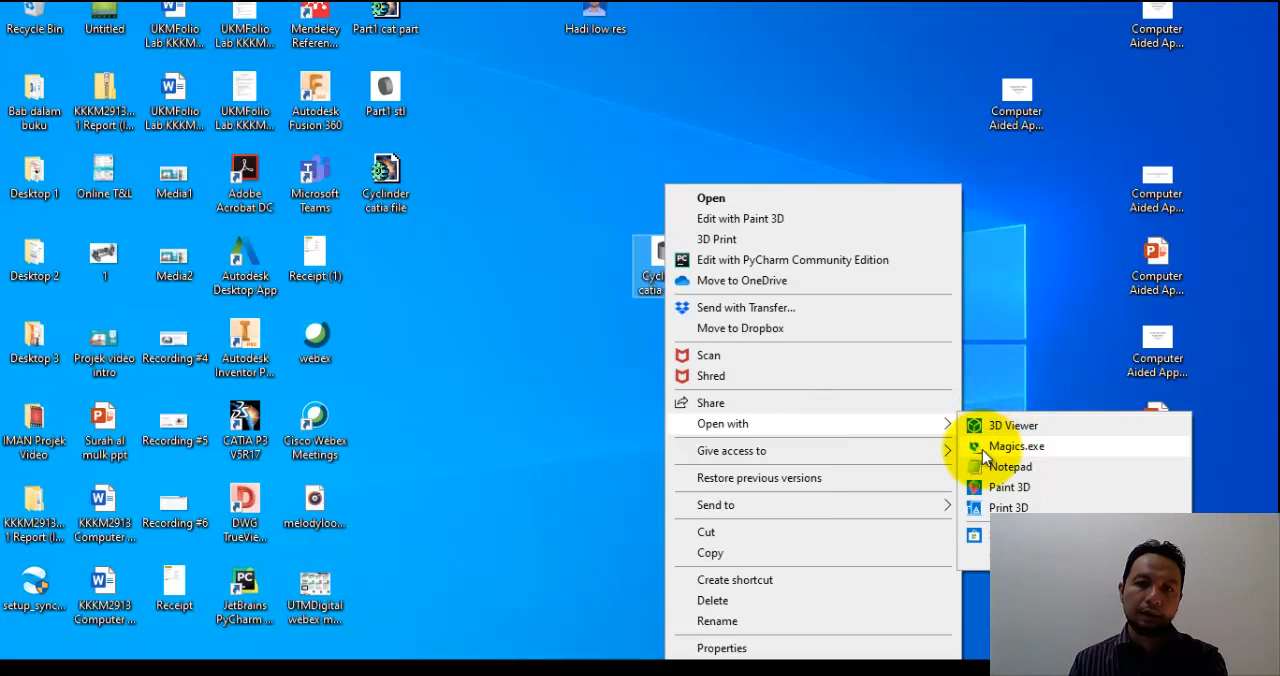 Recycle Bin
Untitled
UKMFolio
Lab KKKM...
UKMFolio
Lab KKKM...
Mendeley
Referen...
Part1 cat part
Hadi low res
Computer
Aided Ap...
Bab dalam
buku
KKKM2913...
1 Report (I...
UKMFolio
Lab KKKM...
UKMFolio
Lab KKKM...
Autodesk
Fusion 360
Part1 stl
Computer
Aided Ap...
Desktop 1
Online T&L
Media1
Adobe
Acrobat DC
Microsoft
Teams
Cyclinder
catia file
Computer
Aided Ap...
Desktop 2
1
Media2
Autodesk
Desktop App
Receipt (1)
Cycl
catia
Computer
Aided Ap...
Desktop 3
Projek video
intro
Recording #4
Autodesk
Inventor P...
webex
Computer
Aided Ap...
IMAN Projek
Video
Surah al
mulk ppt
Recording #5
CATIA P3
V5R17
Cisco Webex
Meetings
KKKM2913...
1 Report (I...
KKKM2913
Computer ...
Recording #6
DWG
TrueVie...
melodyloo...
setup_sync...
KKKM2913
Computer ...
Receipt
JetBrains
PyCharm ...
UTMDigital
webex m...
Open
Edit with Paint 3D
3D Print
Edit with PyCharm Community Edition
Move to OneDrive
Send with Transfer...
Move to Dropbox
Scan
Shred
Share
Open with
Give access to
Restore previous versions
Send to
Cut
Copy
Create shortcut
Delete
Rename
Properties
3D Viewer
Magics.exe
Notepad
Paint 3D
Print 3D